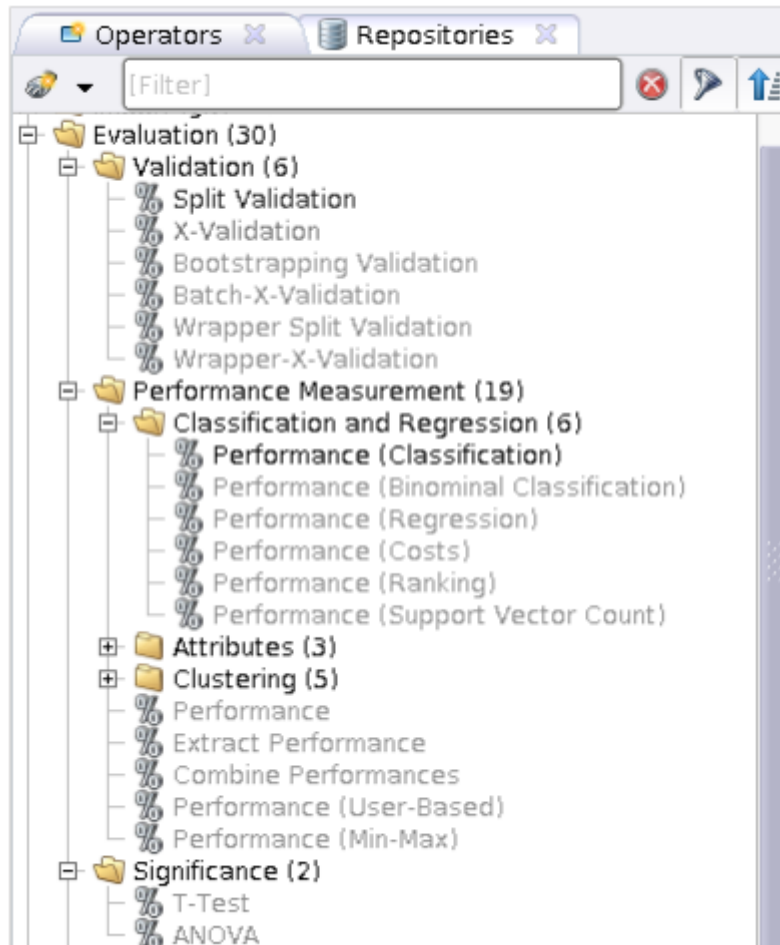 Operators Repositories
[Filter]
Evaluation (30)
Validation (6)
Split Validation
X-Validation
Bootstrapping Validation
Batch-X-Validation
Wrapper Split Validation
Wrapper-X-Validation
Performance Measurement (19)
Classification and Regression (6)
Performance (Classification)
Performance (Binominal Classification)
Performance (Regression)
Performance (Costs)
Performance (Ranking)
Performance (Support Vector Count)
Attributes (3)
Clustering (5)
Performance
Extract Performance
Combine Performances
Performance (User-Based)
Performance (Min-Max)
Significance (2)
T-Test
ANOVA